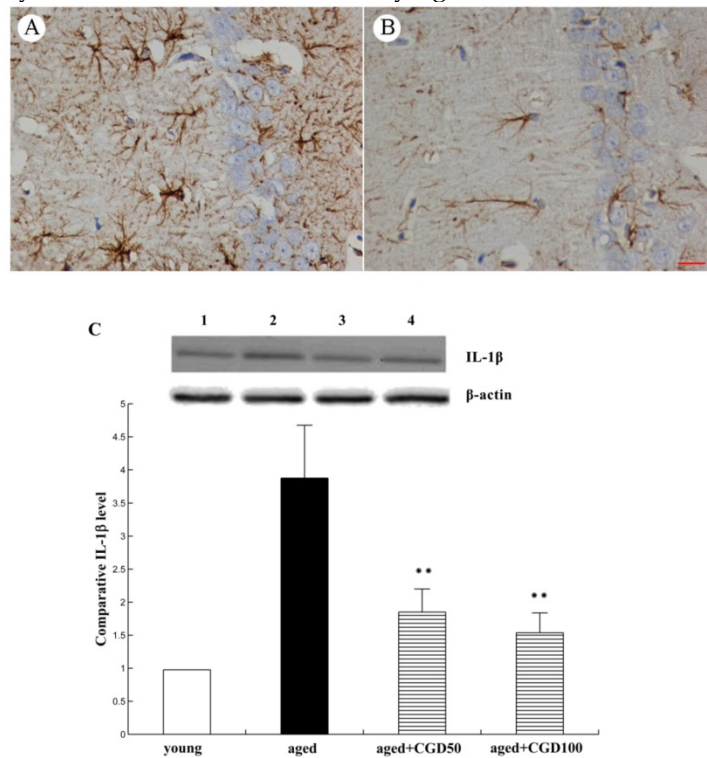 A
B
C
1 2 3 4
IL-1β
β-actin
5
4.5
4
3.5
3
2.5
2
1.5
1
0.5
0
Comparative IL-1β level
**
**
young aged aged+CGD50 aged+CGD100